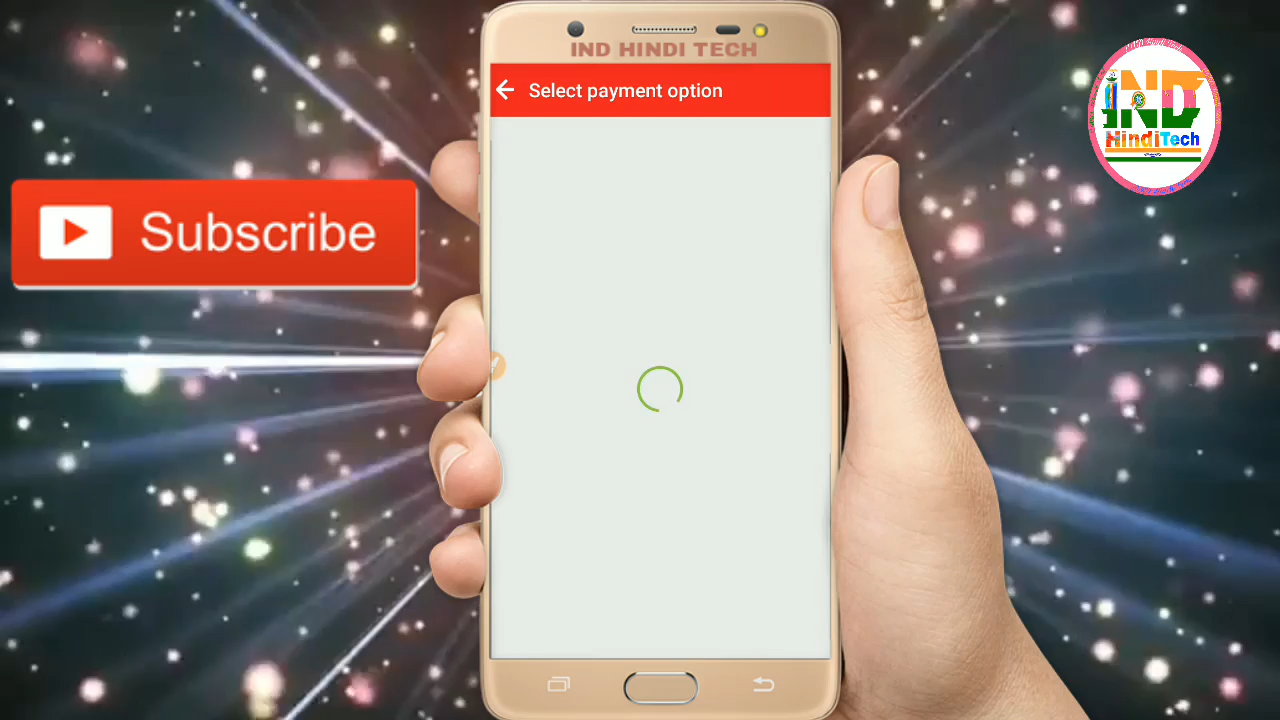 IND HINDI TECH
Select payment option
Subscribe
IND
HindiTech